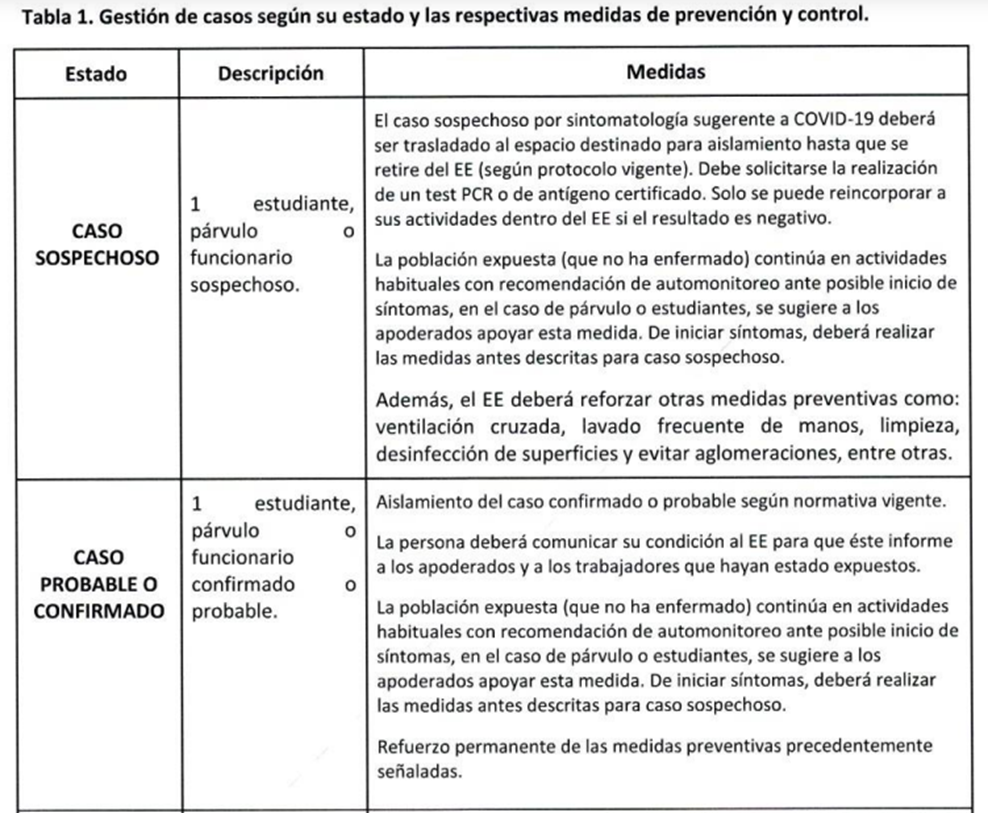 Tabla 1. Gestión de casos según su estado y las respectivas medidas de prevención y control.
Estado
Descripción
Medidas
CASO
SOSPECHOSO
1 estudiante,
párvulo o
funcionario
sospechoso.
El caso sospechoso por sintomatología sugerente a COVID-19 deberá
ser trasladado al espacio destinado para aislamiento hasta que se
retire del EE (según protocolo vigente). Debe solicitarse la realización
de un test PCR o de antígeno certificado. Solo se puede reincorporar a
sus actividades dentro del EE si el resultado es negativo.
La población expuesta (que no ha enfermado) continúa en actividades
habituales con recomendación de automonitoreo ante posible inicio de
síntomas, en el caso de párvulo o estudiantes, se sugiere a los
apoderados apoyar esta medida. De iniciar síntomas, deberá realizar
las medidas antes descritas para caso sospechoso.
Además, el EE deberá reforzar otras medidas preventivas como:
ventilación cruzada, lavado frecuente de manos, limpieza,
desinfección de superficies y evitar aglomeraciones, entre otras.
CASO
PROBABLE O
CONFIRMADO
1 estudiante,
párvulo o
funcionario
confirmado o
probable.
Aislamiento del caso confirmado o probable según normativa vigente.
La persona deberá comunicar su condición al EE para que éste informe
a los apoderados y a los trabajadores que hayan estado expuestos.
La población expuesta (que no ha enfermado) continúa en actividades
habituales con recomendación de automonitoreo ante posible inicio de
síntomas, en el caso de párvulo o estudiantes, se sugiere a los
apoderados apoyar esta medida. De iniciar síntomas, deberá realizar
las medidas antes descritas para caso sospechoso.
Refuerzo permanente de las medidas preventivas precedentemente
señaladas.